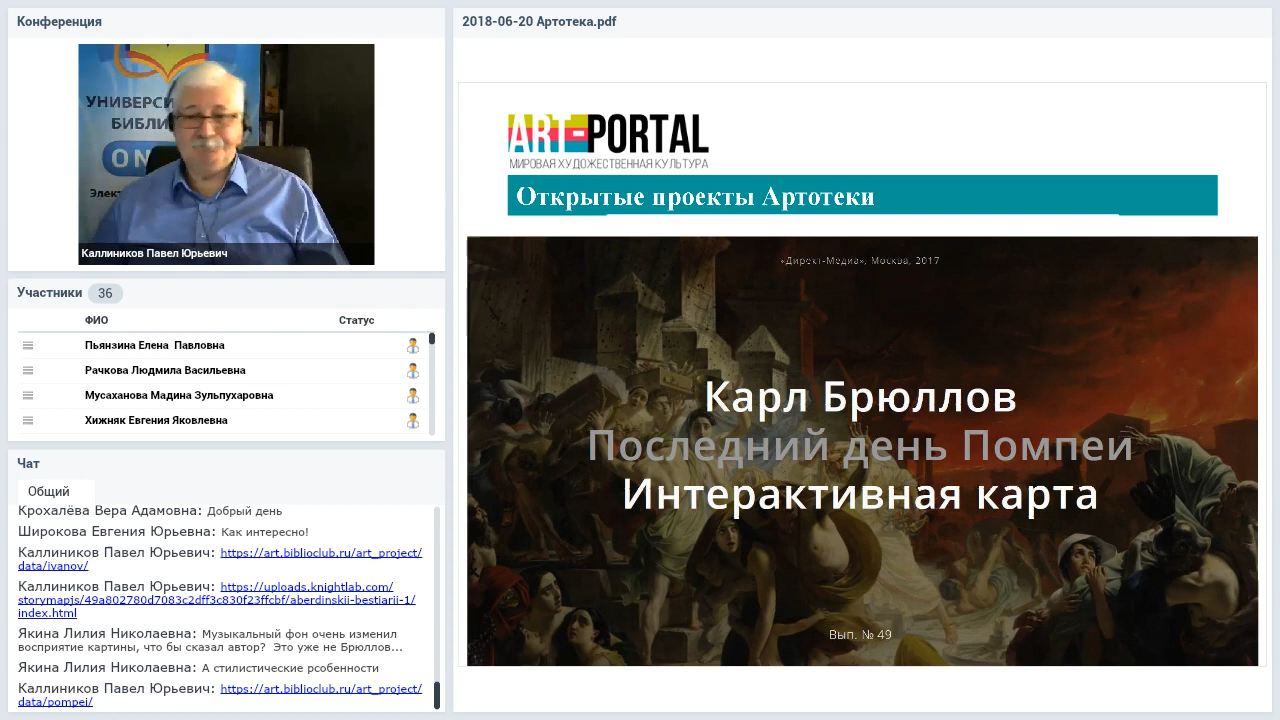 Конференция
УНИВЕРСИ
БИБЛИ
ON
Элект
Каллиников Павел Юрьевич
Участники 36
ФИО Статус
Пьянзина Елена Павловна
Рачкова Людмила Васильевна
Мусаханова Мадина Зульпухаровна
Хижняк Евгения Яковлевна
Чат
Общий
Крохалёва Вера Адамовна: Добрый день
Широкова Евгения Юрьевна: Как интересно!
Каллиников Павел Юрьевич: https://art.biblioclub.ru/art_project/
data/ivanov/
Каллиников Павел Юрьевич: https://uploads.knightlab.com/
storymapjs/49a802780d7083c2dff3c830f23ffcbf/aberdinskii-bestiarii-1/
index.html
Якина Лилия Николаевна: Музыкальный фон очень изменил
восприятие картины, что бы сказал автор? Это уже не Брюллов...
Якина Лилия Николаевна: А стилистические рсобенности
Каллиников Павел Юрьевич: https://art.biblioclub.ru/art_project/
data/pompei/
2018-06-20 Артотека.pdf
ART-PORTAL
МИРОВАЯ ХУДОЖЕСТВЕННАЯ КУЛЬТУРА
Открытые проекты Артотеки
«Директ-Медиа», Москва, 2017
Карл Брюллов
Последний день Помпеи
Интерактивная карта
Вып. № 49